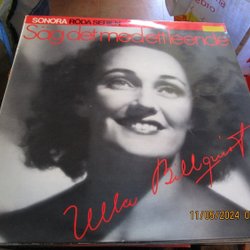 SONORA RÖDA SERIEN
Säg det med ett leende
Ulla Billquist
11/08/2024